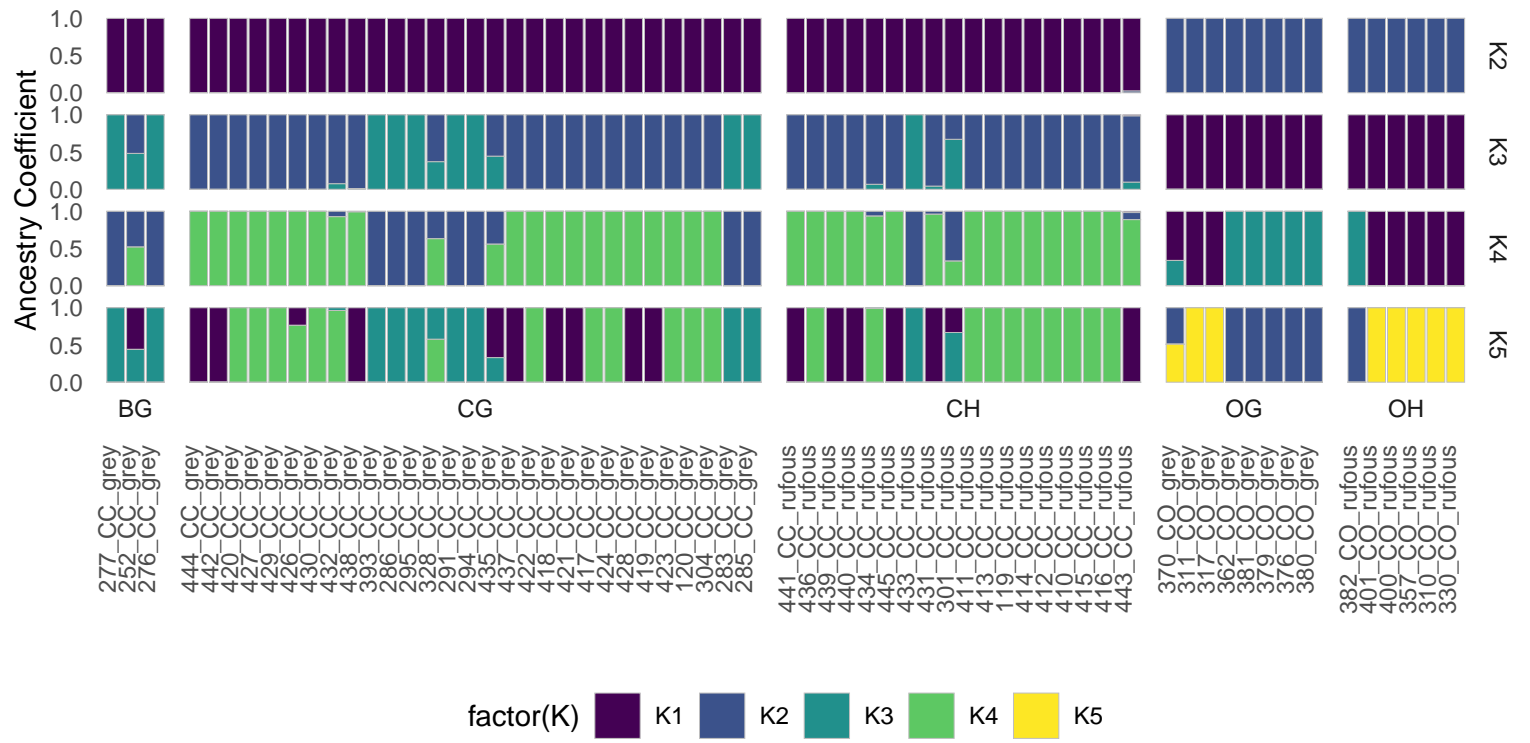 Ancestry Coefficient
1.0
0.5
0.0
K2
1.0
0.5
0.0
K3
1.0
0.5
0.0
K4
1.0
0.5
0.0
K5
BG
CG
CH
OG
OH
277_CC_grey
252_CC_grey
276_CC_grey
444_CC_grey
442_CC_grey
420_CC_grey
427_CC_grey
429_CC_grey
426_CC_grey
430_CC_grey
432_CC_grey
438_CC_grey
393_CC_grey
286_CC_grey
295_CC_grey
328_CC_grey
291_CC_grey
294_CC_grey
435_CC_grey
437_CC_grey
422_CC_grey
418_CC_grey
421_CC_grey
417_CC_grey
424_CC_grey
428_CC_grey
419_CC_grey
423_CC_grey
120_CC_grey
304_CC_grey
283_CC_grey
285_CC_grey
441_CC_rufous
436_CC_rufous
439_CC_rufous
440_CC_rufous
434_CC_rufous
445_CC_rufous
433_CC_rufous
431_CC_rufous
301_CC_rufous
411_CC_rufous
413_CC_rufous
119_CC_rufous
414_CC_rufous
412_CC_rufous
410_CC_rufous
415_CC_rufous
416_CC_rufous
443_CC_rufous
370_CO_grey
311_CO_grey
317_CO_grey
362_CO_grey
381_CO_grey
379_CO_grey
376_CO_grey
380_CO_grey
382_CO_rufous
401_CO_rufous
400_CO_rufous
357_CO_rufous
310_CO_rufous
330_CO_rufous
factor(K) K1 K2 K3 K4 K5